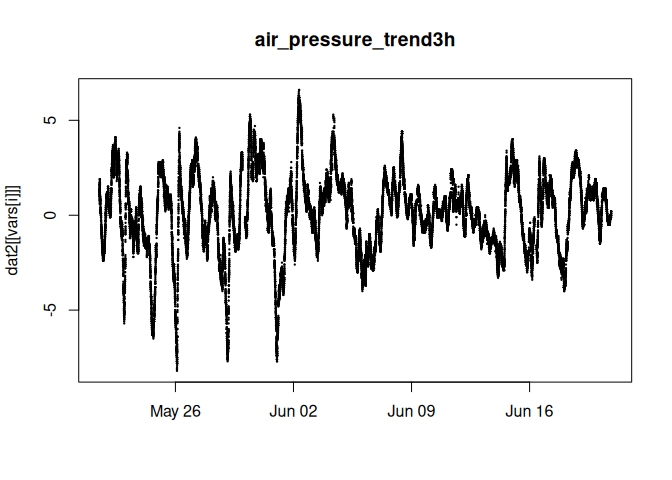 air_pressure_trend3h
dat2[[vars[i]]]
5
0
-5
May 26
Jun 02
Jun 09
Jun 16